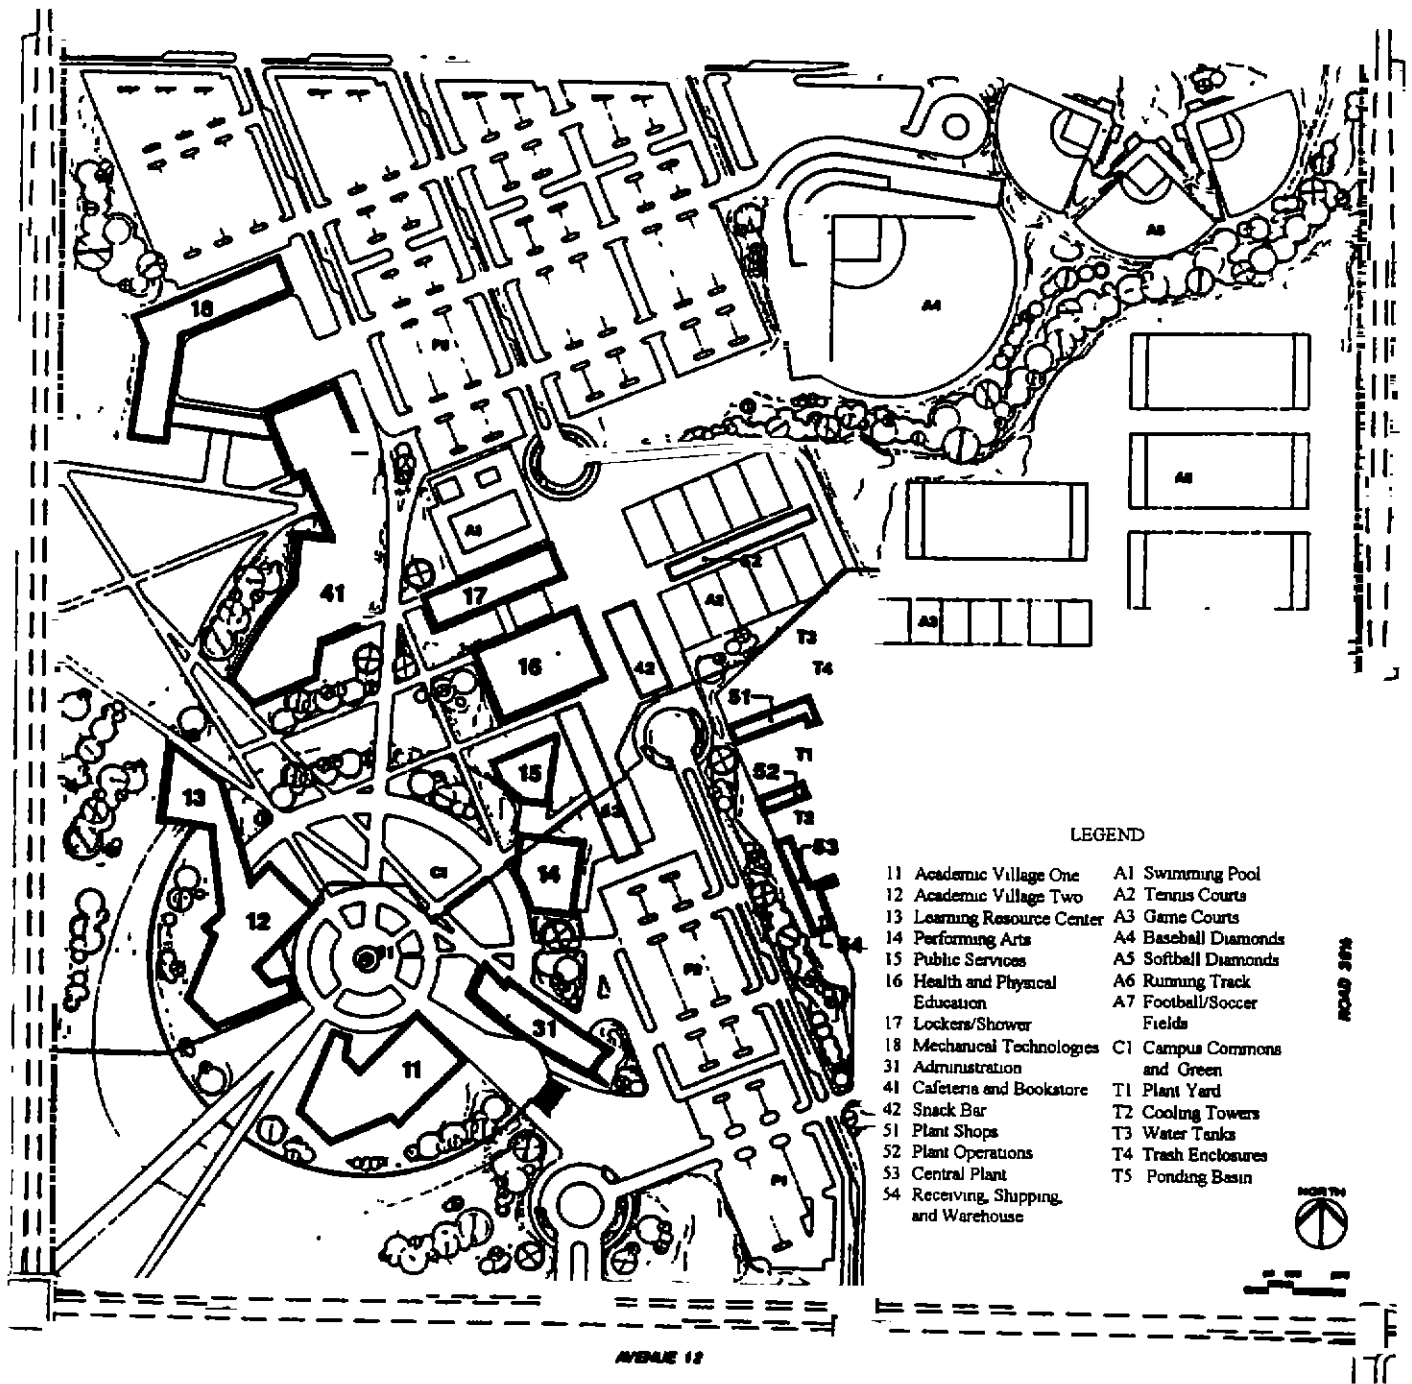 18
A5
A4
A6
A1
41
17
62
A2
A3
T3
16
42
T4
51
T1
15
52
13
T2
53
C1
14
12
54
31
11
P1
LEGEND
11 Academic Village One
12 Academic Village Two
13 Learning Resource Center
14 Performing Arts
15 Public Services
16 Health and Physical
Education
17 Lockers/Shower
18 Mechanical Technologies
31 Administration
41 Cafeteria and Bookstore
42 Snack Bar
51 Plant Shops
52 Plant Operations
53 Central Plant
54 Receiving, Shipping,
and Warehouse
A1 Swimming Pool
A2 Tennis Courts
A3 Game Courts
A4 Baseball Diamonds
A5 Softball Diamonds
A6 Running Track
A7 Football/Soccer
Fields
C1 Campus Commons
and Green
T1 Plant Yard
T2 Cooling Towers
T3 Water Tanks
T4 Trash Enclosures
T5 Ponding Basin
NORTH
AVENUE 12